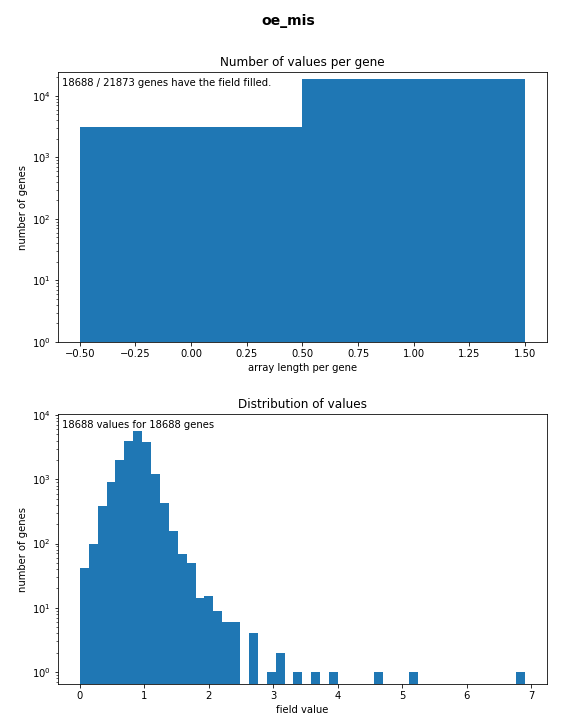 oe_mis
Number of values per gene
18688 / 21873 genes have the field filled.
10⁴
10³
10²
10¹
10⁰
number of genes
−0.50 −0.25 0.00 0.25 0.50 0.75 1.00 1.25 1.50
array length per gene
Distribution of values
18688 values for 18688 genes
10⁴
10³
10²
10¹
10⁰
number of genes
0 1 2 3 4 5 6 7
field value